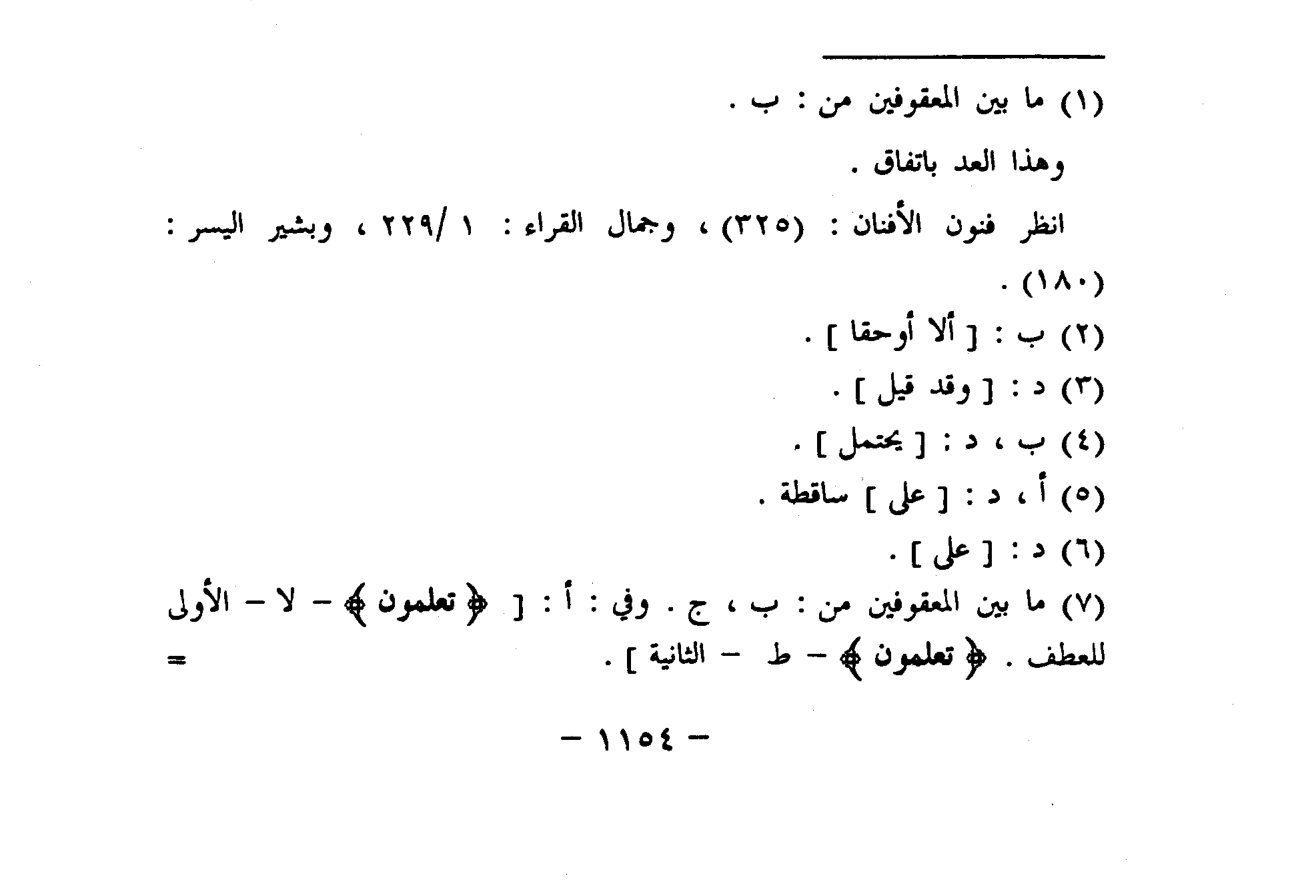 (١) ما بين المعقوفين من : ب .
وهذا العد باتفاق .
انظر فنون الأفنان : (٣٢٥) ، وجمال القراء : ١ /٢٢٩ ، وبشير اليسر :
(١٨٠) .
(٢) ب : [ ألا أوحقا ] .
(٣) د : [ وقد قيل ] .
(٤) ب ، د : [ يحتمل ] .
(٥) أ ، د : [ على ] ساقطة .
(٦) د : [ على ] .
(٧) ما بين المعقوفين من : ب ، ج . وفي : أ : [ ﴿ تعلمون ﴾ – لا – الأولى
للعطف . ﴿ تعلمون ﴾ – ط – الثانية ] . =
– ١١٥٤ –